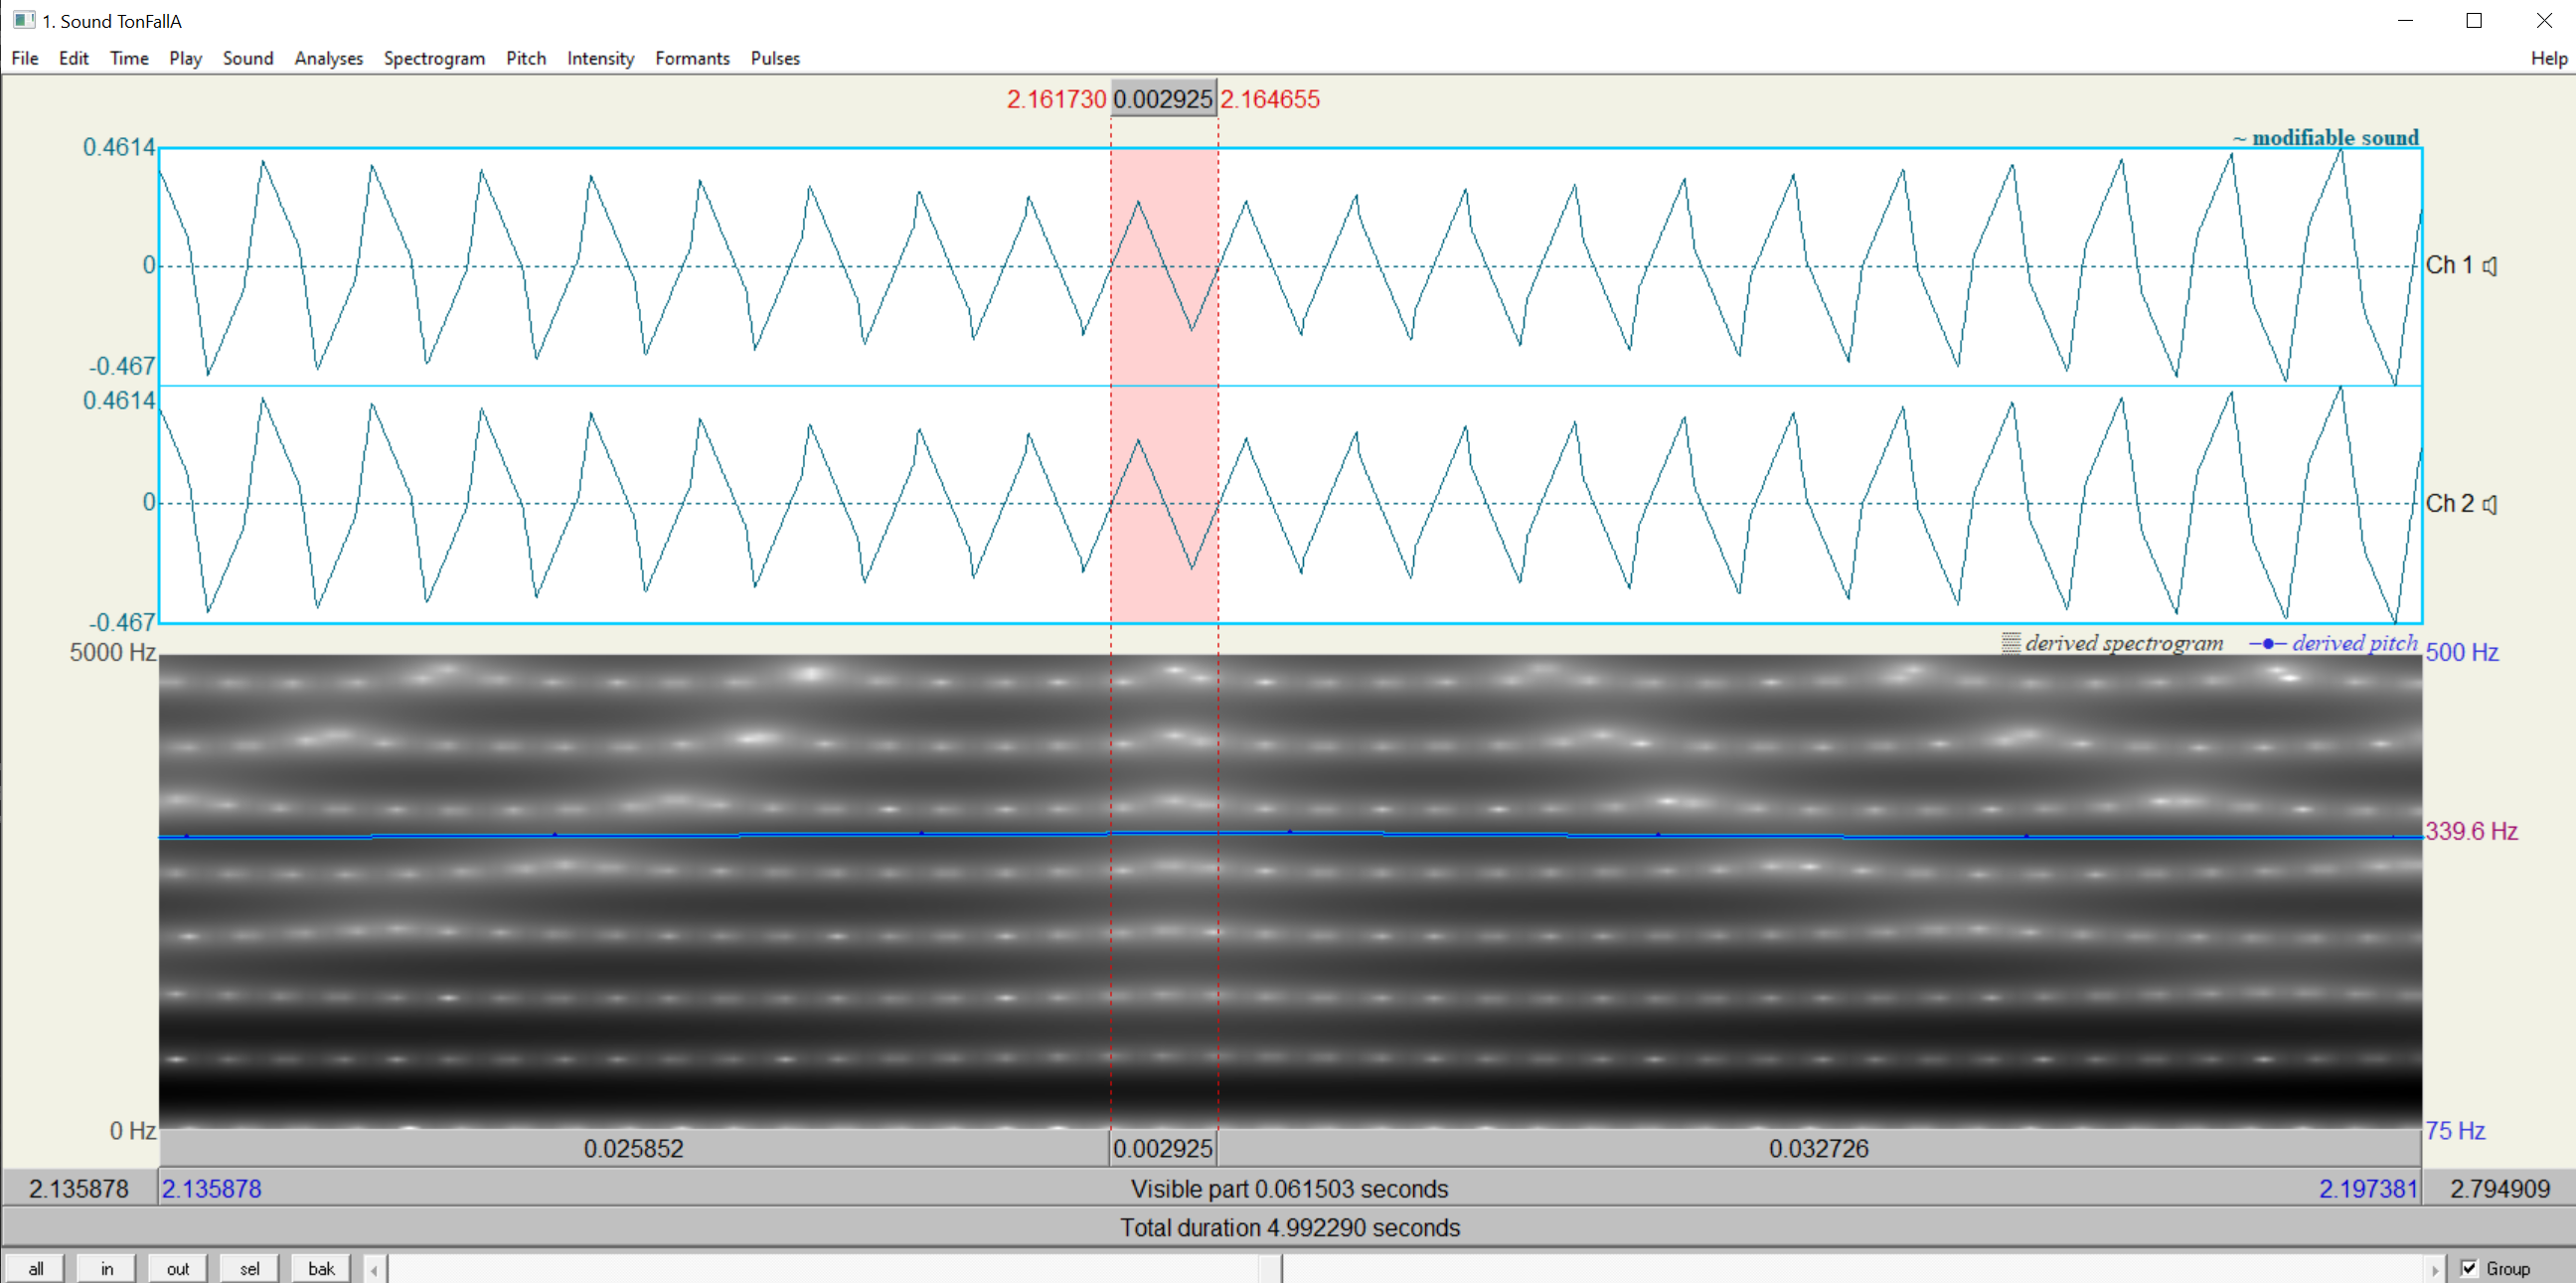 1. Sound TonFallA
File Edit Time Play Sound Analyses Spectrogram Pitch Intensity Formants Pulses Help
2.161730 0.002925 2.164655
~ modifiable sound
0.4614
0
-0.467
Ch 1
0.4614
0
-0.467
Ch 2
derived spectrogram derived pitch
5000 Hz
500 Hz
339.6 Hz
0 Hz
75 Hz
0.025852 0.002925 0.032726
2.135878 2.135878 Visible part 0.061503 seconds 2.197381 2.794909
Total duration 4.992290 seconds
all in out sel bak Group